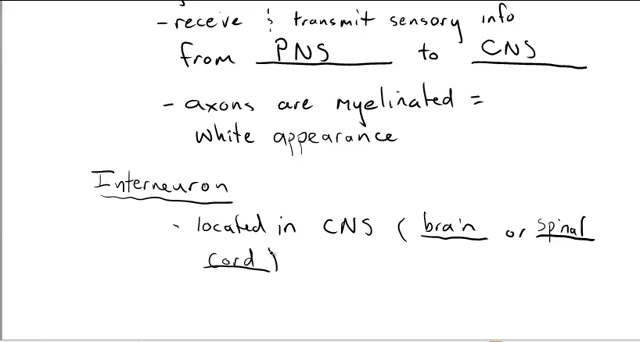 - receive & transmit sensory info
from PNS to CNS
- axons are myelinated =
white appearance
Interneuron
- located in CNS (brain or spinal
cord)